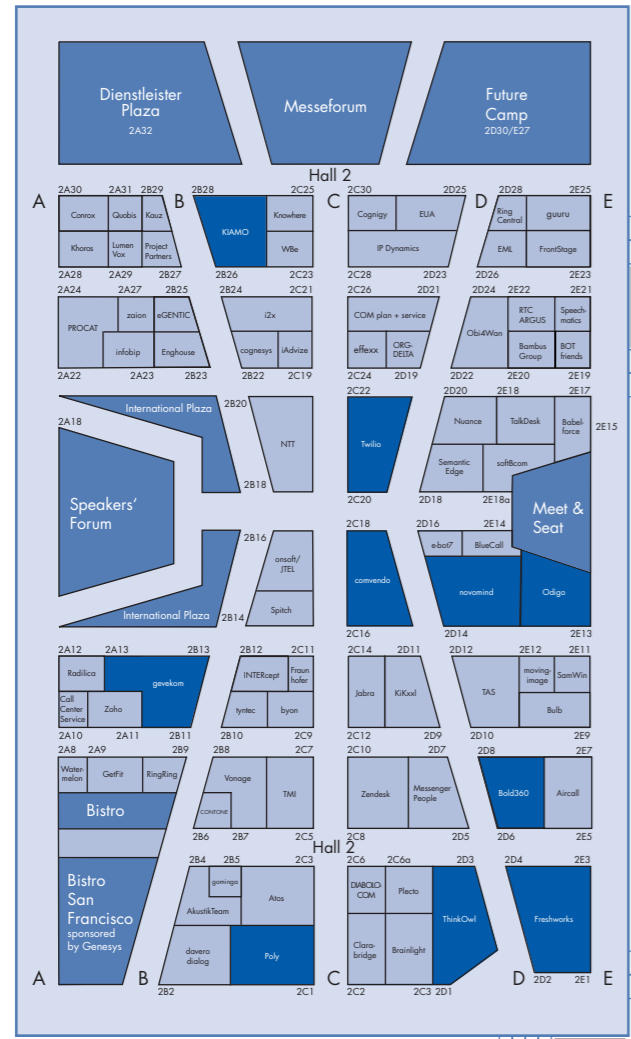 Dienstleister
Plaza
2A32
Messeforum
Future
Camp
2D30/E27
Hall 2
A
B
C
D
E
2A30 2A31 2B29
Conrox Quobis Kauz
Khoros Lumen
Vox Project
Partners
2A28 2A29 2B27
2B28 2C25
KIAMO Knowhere
WBe
2B26 2C23
2C30 2D25
Cognigy EUA
IP Dynamics
2C28 2D23
2D28 2E25
Ring
Central guuru
EML FrontStage
2D26 2E23
2A24 2A27 2B25
PROCAT zaion eGENTIC
infobip Enghouse
2A22 2A23 2B23
2B24 2C21
i2x
cognesys iAdvize
2B22 2C19
2C26 2D21
COM plan + service
effexx ORG-
DELTA
2C24 2D19
2D24 2E22 2E21
Obi4Wan RTC
ARGUS Speech-
matics
Bambus
Group BOT
friends
2D22 2E20 2E19
International Plaza
2A18
Speakers'
Forum
International Plaza
2B20
NTT
2B18
2B16
onsoft/
JTEL
Spitch
2B14
2C22
Twilio
2C20
2C18
comvendo
2C16
2D20 2E18 2E17
Nuance TalkDesk Babel-
force
2E15
Semantic
Edge softBcom
2D18 2E18a
Meet &
Seat
2D16 2E14
e-bot7 BlueCall
novomind Odigo
2D14 2E13
2A12 2A13 2B13
Radilica gevekom
Call
Center
Service Zoho
2A10 2A11 2B11
2B12 2C11
INTERcept Fraun
hofer
tyntec byon
2B10 2C9
2C14 2D11
Jabra KiKxxl
2C12 2D9
2D12 2E12 2E11
TAS moving-
image SamWin
Bulb
2D10 2E9
2A8 2A9 2B9
Water-
melon GetFit RingRing
Bistro
Bistro
San
Francisco
sponsored
by Genesys
2B8 2C7
Vonage TMI
CONTONE
2B6 2B7 2C5
2C10 2D7
Zendesk Messenger
People
2C8 2D5
2D8 2E7
Bold360 Aircall
2D6 2E5
Hall 2
2B4 2B5 2C3
gominga
AkustikTeam Atos
davero
dialog Poly
2B2 2C1
2C6 2C6a 2D3
DIABOLO
COM Plecto ThinkOwl
Clara-
bridge Brainlight
2C2 2C3 2D1
2D4 2E3
Freshworks
2D2 2E1
A
B
C
D
E